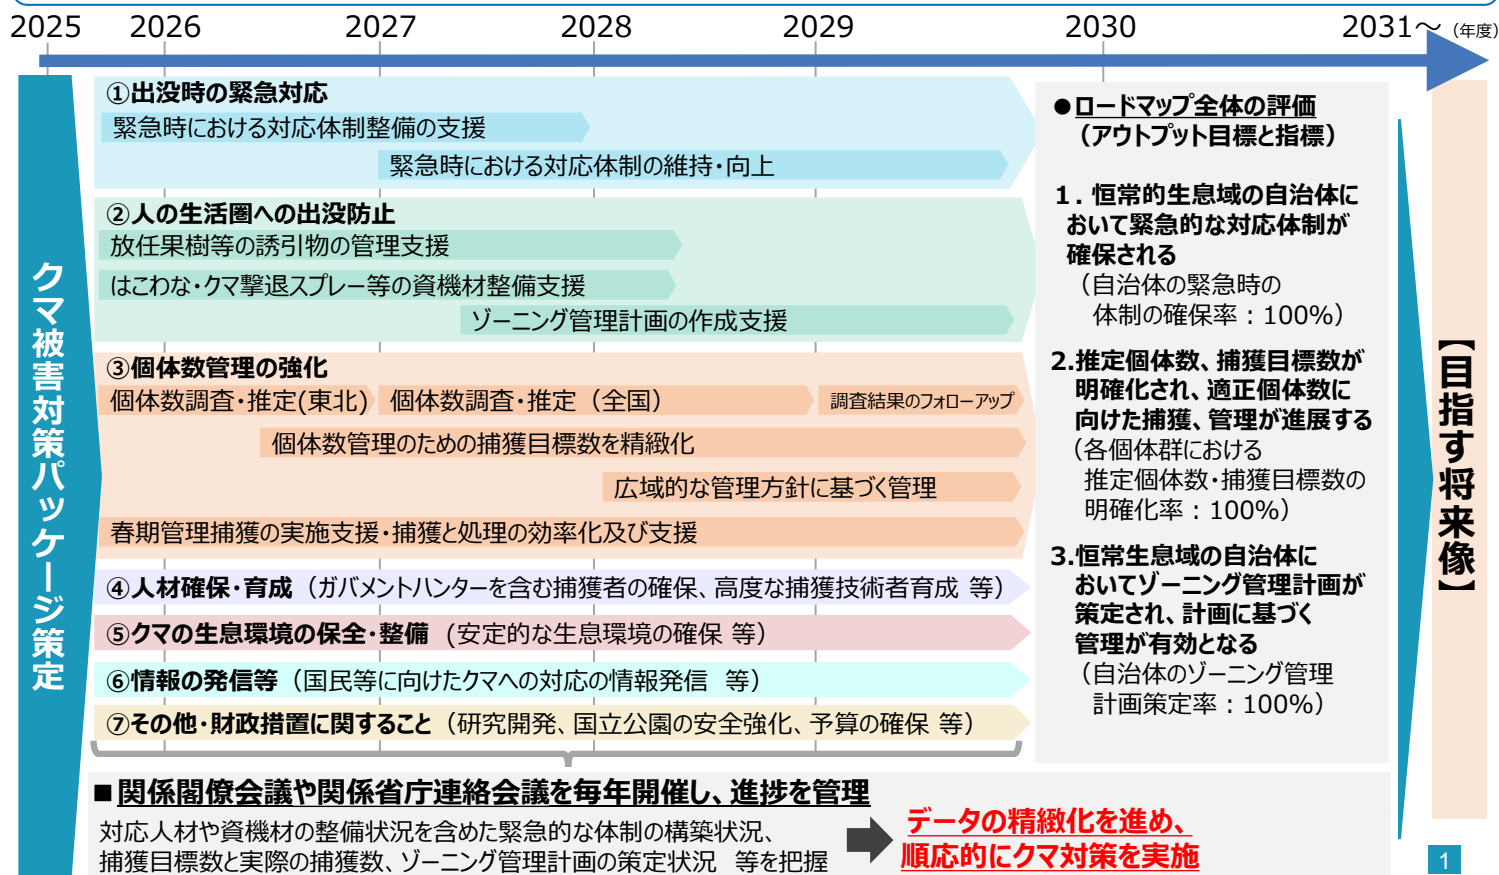 2025 2026 2027 2028 2029 2030 2031～（年度）
クマ被害対策パッケージ策定
①出没時の緊急対応
緊急時における対応体制整備の支援
緊急時における対応体制の維持・向上
②人の生活圏への出没防止
放任果樹等の誘引物の管理支援
はこわな・クマ撃退スプレー等の資機材整備支援
ゾーニング管理計画の作成支援
③個体数管理の強化
個体数調査・推定(東北) 個体数調査・推定（全国） 調査結果のフォローアップ
個体数管理のための捕獲目標数を精緻化
広域的な管理方針に基づく管理
春期管理捕獲の実施支援・捕獲と処理の効率化及び支援
④人材確保・育成（ガバメントハンターを含む捕獲者の確保、高度な捕獲技術者育成 等）
⑤クマの生息環境の保全・整備 (安定的な生息環境の確保 等）
⑥情報の発信等（国民等に向けたクマへの対応の情報発信 等）
⑦その他・財政措置に関すること（研究開発、国立公園の安全強化、予算の確保 等）
●ロードマップ全体の評価
（アウトプット目標と指標）
１．恒常的生息域の自治体に
おいて緊急的な対応体制が
確保される
（自治体の緊急時の
体制の確保率：100%）
2.推定個体数、捕獲目標数が
明確化され、適正個体数に
向けた捕獲、管理が進展する
（各個体群における
推定個体数・捕獲目標数の
明確化率：100%）
3.恒常生息域の自治体に
おいてゾーニング管理計画が
策定され、計画に基づく
管理が有効となる
（自治体のゾーニング管理
計画策定率：100%）
【目指す将来像】
■関係閣僚会議や関係省庁連絡会議を毎年開催し、進捗を管理
対応人材や資機材の整備状況を含めた緊急的な体制の構築状況、
捕獲目標数と実際の捕獲数、ゾーニング管理計画の策定状況 等を把握
データの精緻化を進め、
順応的にクマ対策を実施
1